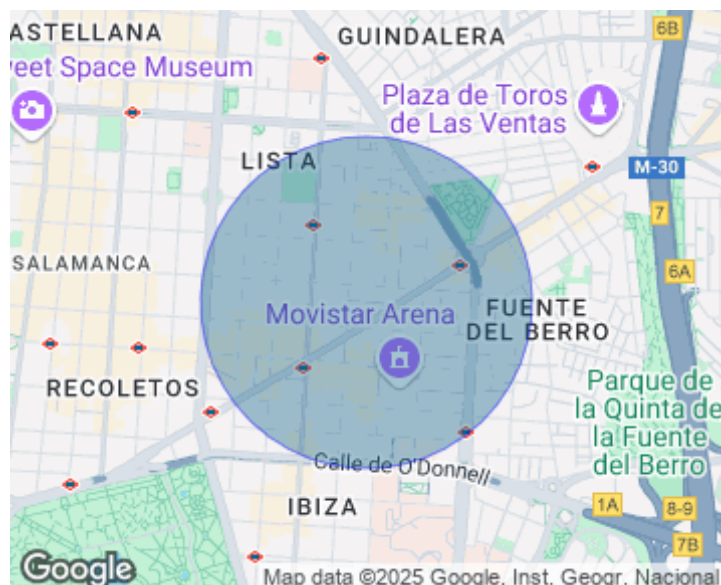 ASTELLANA
GUINDALERA
6B
veet Space Museum
Plaza de Toros
de Las Ventas
LISTA
M-30
7
SALAMANCA
6A
Movistar Arena
FUENTE
DEL BERRO
RECOLETOS
Parque de
la Quinta de
la Fuente
del Berro
Calle de O'Donnell
IBIZA
1A
8-9
7B
Google
Map data ©2025 Google, Inst. Geogr. Nacional